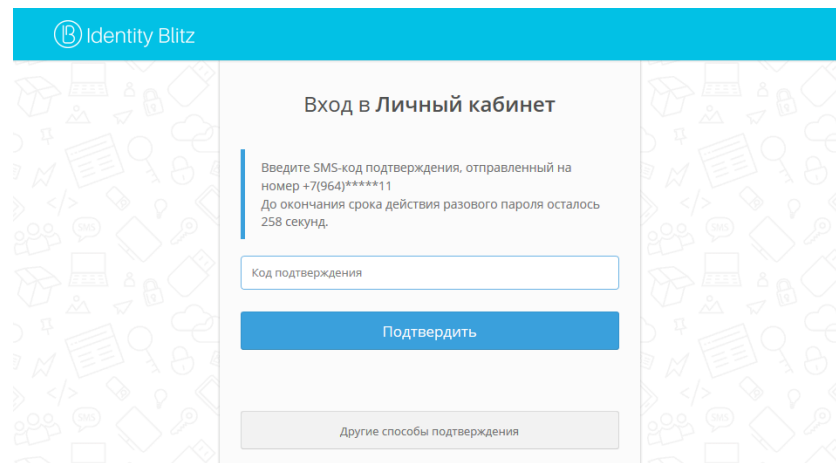 Identity Blitz
Вход в Личный кабинет
Введите SMS-код подтверждения, отправленный на
номер +7(964)*****11
До окончания срока действия разового пароля осталось
258 секунд.
Код подтверждения
Подтвердить
Другие способы подтверждения